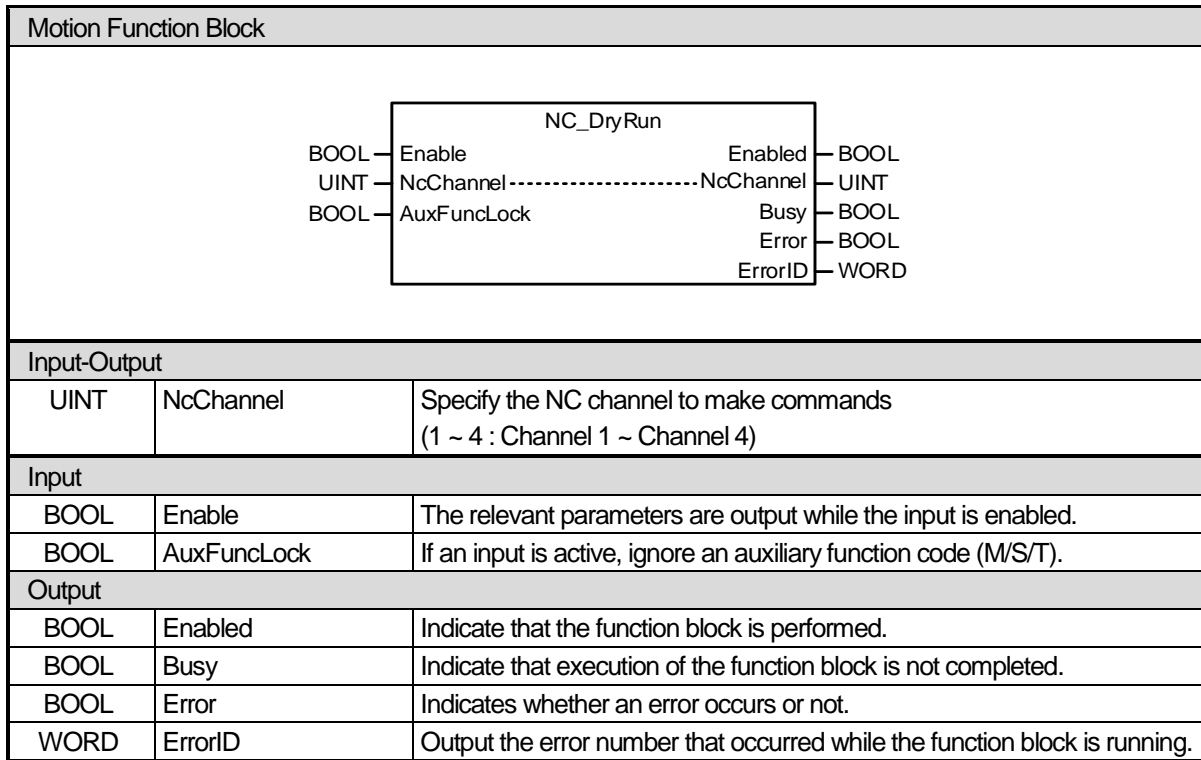 Motion Function Block
NC_DryRun
BOOL Enable Enabled BOOL
UINT NcChannel NcChannel UINT
BOOL AuxFuncLock Busy BOOL
Error BOOL
ErrorID WORD
Input-Output
UINT NcChannel Specify the NC channel to make commands
(1 ~ 4 : Channel 1 ~ Channel 4)
Input
BOOL Enable The relevant parameters are output while the input is enabled.
BOOL AuxFuncLock If an input is active, ignore an auxiliary function code (M/S/T).
Output
BOOL Enabled Indicate that the function block is performed.
BOOL Busy Indicate that execution of the function block is not completed.
BOOL Error Indicates whether an error occurs or not.
WORD ErrorID Output the error number that occurred while the function block is running.